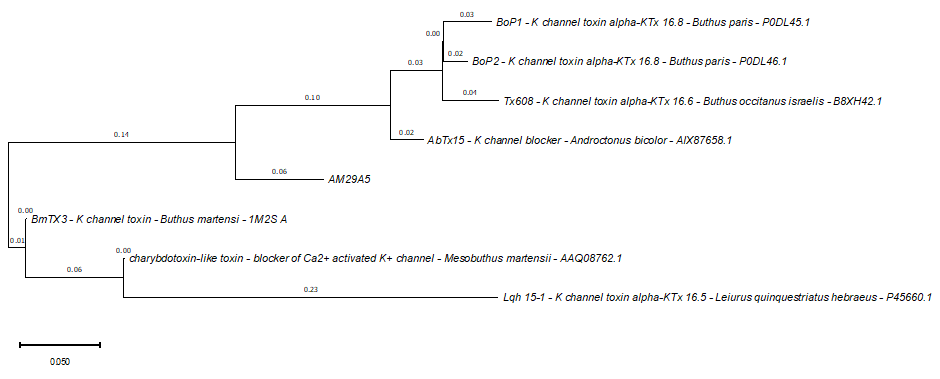 0.03
BoP1 - K channel toxin alpha-KTx 16.8 - Buthus paris - P0DL45.1
0.00
0.02
BoP2 - K channel toxin alpha-KTx 16.8 - Buthus paris - P0DL46.1
0.03
0.04
Tx608 - K channel toxin alpha-KTx 16.6 - Buthus occitanus israelis - B8XH42.1
0.10
0.02
AbTx15 - K channel blocker - Androctonus bicolor - AIX87658.1
0.14
0.06
AM29A5
0.00
BmTX3 - K channel toxin - Buthus martensi - 1M2S A
0.01
0.00
charybdotoxin-like toxin - blocker of Ca2+ activated K+ channel - Mesobuthus martensii - AAQ08762.1
0.06
0.23
Lqh 15-1 - K channel toxin alpha-KTx 16.5 - Leiurus quinquestriatus hebraeus - P45660.1
0.050